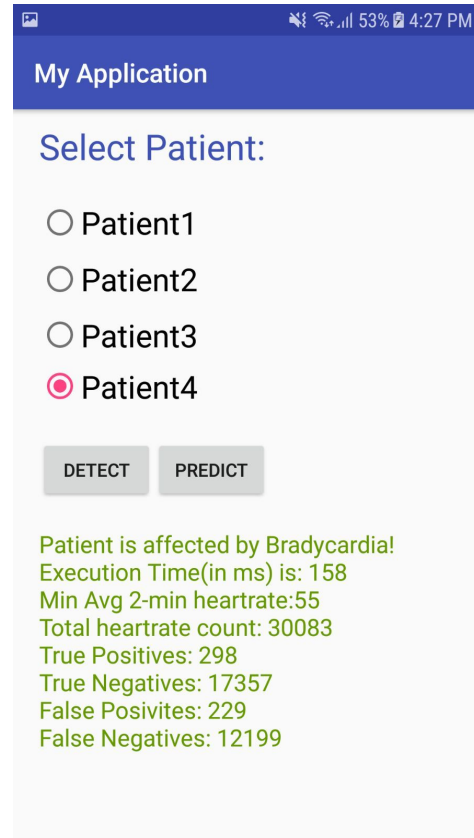 53% 4:27 PM
My Application
Select Patient:
Patient1
Patient2
Patient3
Patient4
DETECT PREDICT
Patient is affected by Bradycardia!
Execution Time(in ms) is: 158
Min Avg 2-min heartrate:55
Total heartrate count: 30083
True Positives: 298
True Negatives: 17357
False Posivites: 229
False Negatives: 12199